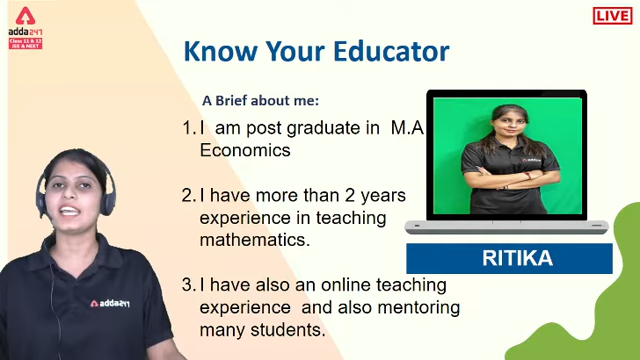 adda247
Class 11 & 12
JEE & NEET
LIVE
Know Your Educator
A Brief about me:
1. I am post graduate in M.A
Economics
2. I have more than 2 years
experience in teaching
mathematics.
3. I have also an online teaching
experience and also mentoring
many students.
RITIKA
adda247